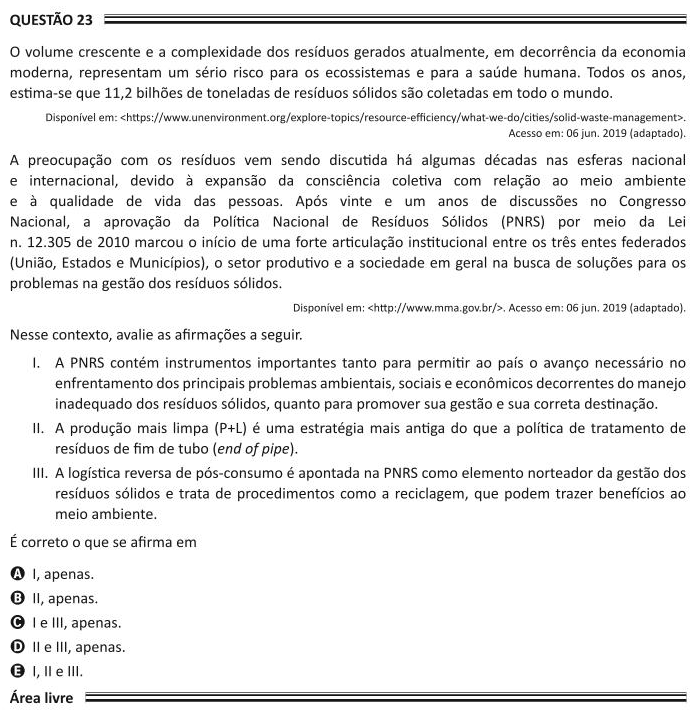 QUESTÃO 23
O volume crescente e a complexidade dos resíduos gerados atualmente, em decorrência da economia
moderna, representam um sério risco para os ecossistemas e para a saúde humana. Todos os anos,
estima-se que 11,2 bilhões de toneladas de resíduos sólidos são coletadas em todo o mundo.
Disponível em: <https://www.unenvironment.org/explore-topics/resource-efficiency/what-we-do/cities/solid-waste-management>.
Acesso em: 06 jun. 2019 (adaptado).
A preocupação com os resíduos vem sendo discutida há algumas décadas nas esferas nacional
e internacional, devido à expansão da consciência coletiva com relação ao meio ambiente
e à qualidade de vida das pessoas. Após vinte e um anos de discussões no Congresso
Nacional, a aprovação da Política Nacional de Resíduos Sólidos (PNRS) por meio da Lei
n. 12.305 de 2010 marcou o início de uma forte articulação institucional entre os três entes federados
(União, Estados e Municípios), o setor produtivo e a sociedade em geral na busca de soluções para os
problemas na gestão dos resíduos sólidos.
Disponível em: <http://www.mma.gov.br/>. Acesso em: 06 jun. 2019 (adaptado).
Nesse contexto, avalie as afirmações a seguir.
I. A PNRS contém instrumentos importantes tanto para permitir ao país o avanço necessário no
enfrentamento dos principais problemas ambientais, sociais e econômicos decorrentes do manejo
inadequado dos resíduos sólidos, quanto para promover sua gestão e sua correta destinação.
II. A produção mais limpa (P+L) é uma estratégia mais antiga do que a política de tratamento de
resíduos de fim de tubo (end of pipe).
III. A logística reversa de pós-consumo é apontada na PNRS como elemento norteador da gestão dos
resíduos sólidos e trata de procedimentos como a reciclagem, que podem trazer benefícios ao
meio ambiente.
É correto o que se afirma em
A I, apenas.
B II, apenas.
C I e III, apenas.
D II e III, apenas.
E I, II e III.
Área livre